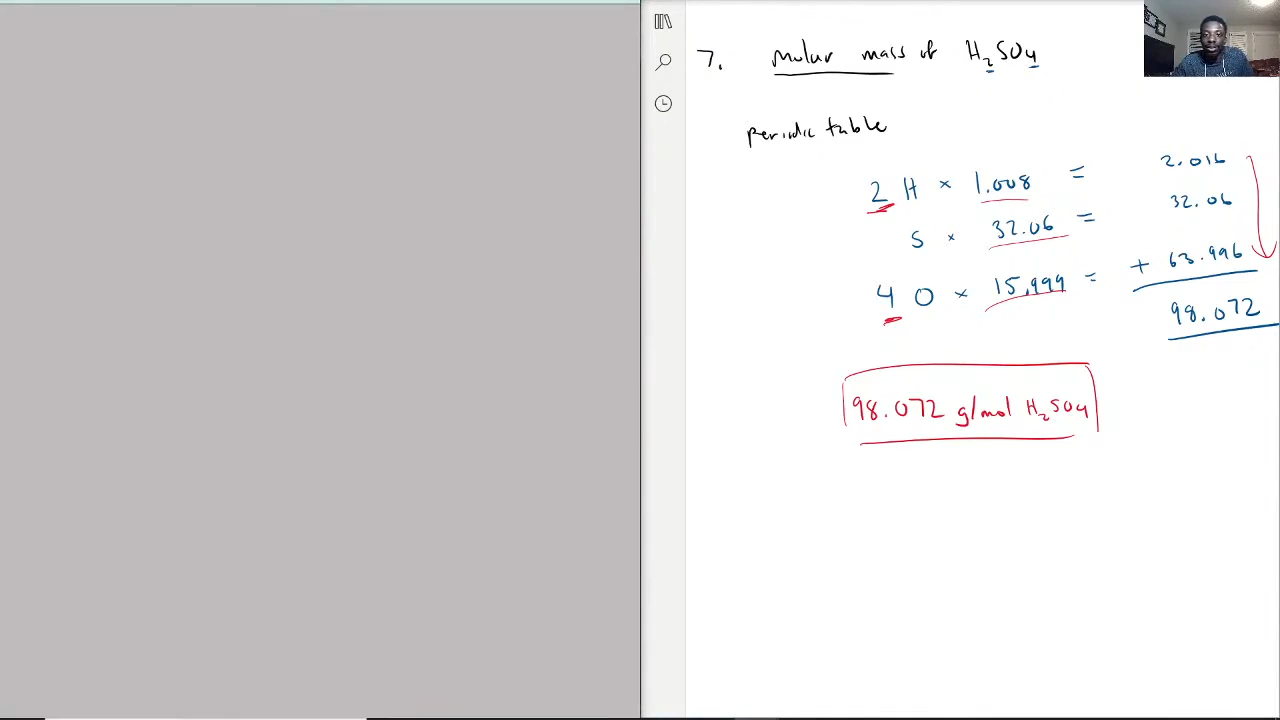 7. Molar mass of H₂SO₄
periodic table
2 H × 1.008 = 2.016
S × 32.06 = 32.06
4 O × 15.999 = + 63.996
98.072
98.072 g/mol H₂SO₄